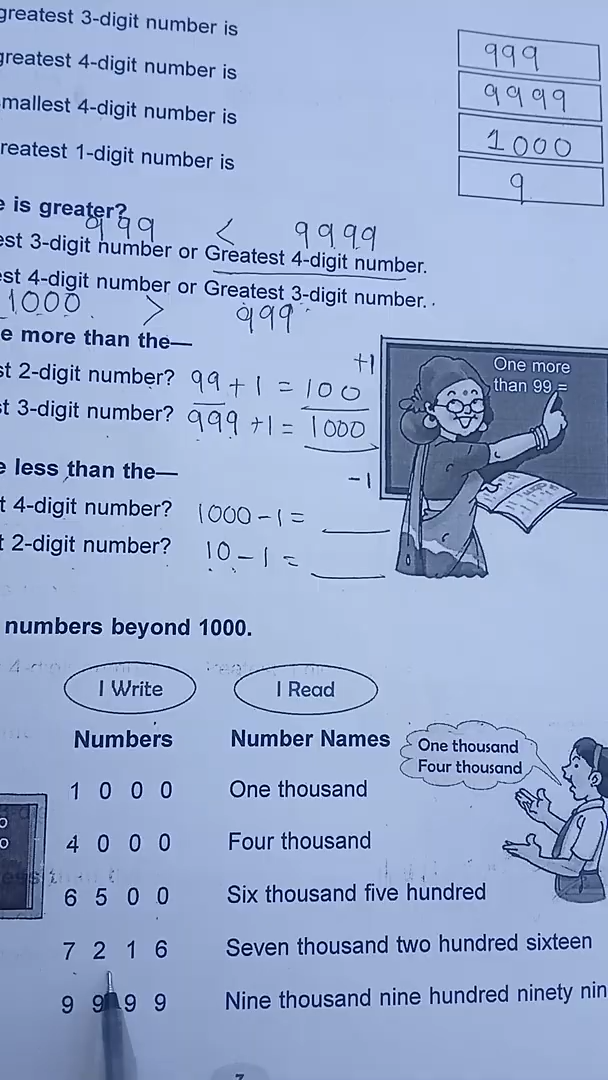 greatest 3-digit number is 999
greatest 4-digit number is 9999
smallest 4-digit number is 1000
reatest 1-digit number is 9
e is greater?
999 < 9999
est 3-digit number or Greatest 4-digit number.
est 4-digit number or Greatest 3-digit number.
1000 > 999
e more than the—
+1
st 2-digit number? 99 + 1 = 100
st 3-digit number? 999 +1 = 1000
One more
than 99 =
e less than the—
-1
t 4-digit number? 1000 - 1 =
t 2-digit number? 10 - 1 =
numbers beyond 1000.
I Write I Read
Numbers Number Names
One thousand
Four thousand
1 0 0 0 One thousand
4 0 0 0 Four thousand
6 5 0 0 Six thousand five hundred
7 2 1 6 Seven thousand two hundred sixteen
9 9 9 9 Nine thousand nine hundred ninety nin